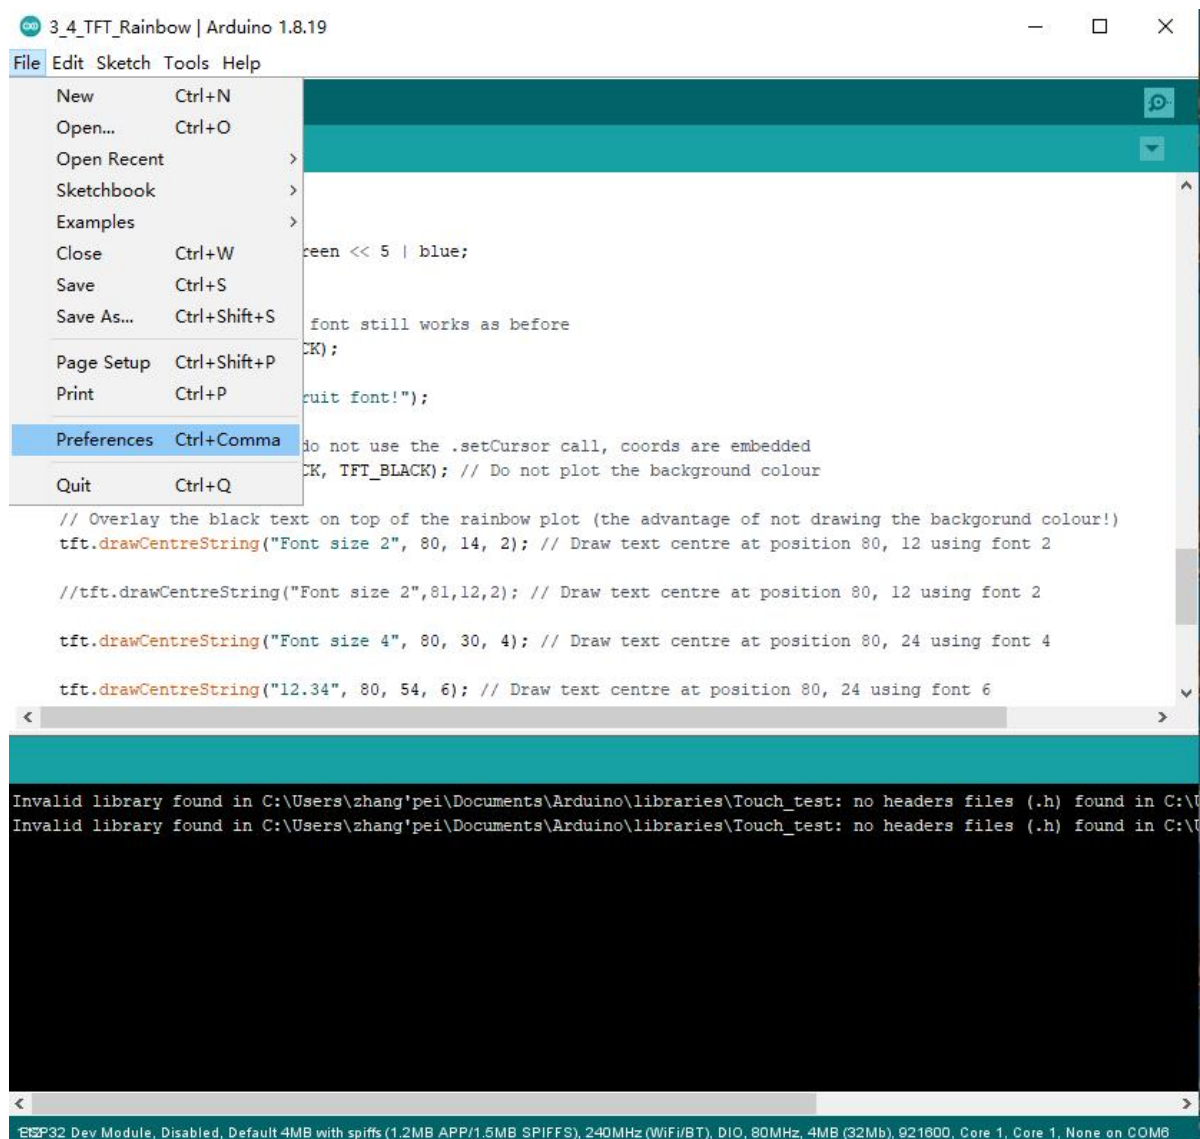 3_4_TFT_Rainbow | Arduino 1.8.19
File Edit Sketch Tools Help
New Ctrl+N
Open... Ctrl+O
Open Recent
Sketchbook
Examples
Close Ctrl+W
Save Ctrl+S
Save As... Ctrl+Shift+S
Page Setup Ctrl+Shift+P
Print Ctrl+P
Preferences Ctrl+Comma
Quit Ctrl+Q
reen << 5 | blue;
font still works as before
CK);
ruit font!");
do not use the .setCursor call, coords are embedded
CK, TFT_BLACK); // Do not plot the background colour
// Overlay the black text on top of the rainbow plot (the advantage of not drawing the backgorund colour!)
tft.drawCentreString("Font size 2", 80, 14, 2); // Draw text centre at position 80, 12 using font 2
//tft.drawCentreString("Font size 2",81,12,2); // Draw text centre at position 80, 12 using font 2
tft.drawCentreString("Font size 4", 80, 30, 4); // Draw text centre at position 80, 24 using font 4
tft.drawCentreString("12.34", 80, 54, 6); // Draw text centre at position 80, 24 using font 6
Invalid library found in C:\Users\zhang'pei\Documents\Arduino\libraries\Touch_test: no headers files (.h) found in C:\U
Invalid library found in C:\Users\zhang'pei\Documents\Arduino\libraries\Touch_test: no headers files (.h) found in C:\U
ESP32 Dev Module, Disabled, Default 4MB with spiffs (1.2MB APP/1.5MB SPIFFS), 240MHz (WiFi/BT), DIO, 80MHz, 4MB (32Mb), 921600, Core 1, Core 1, None on COM6